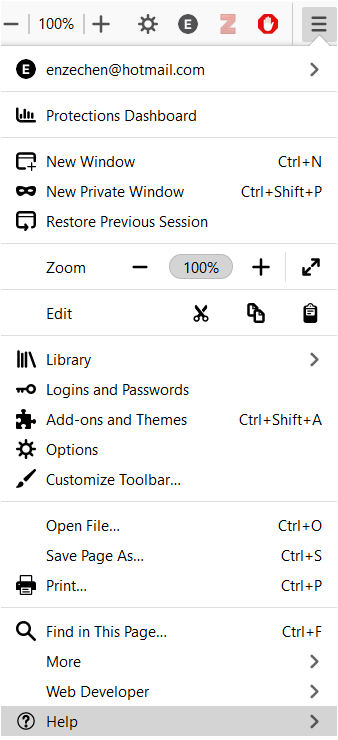 100%
E
Z
E enzechen@hotmail.com
Protections Dashboard
New Window Ctrl+N
New Private Window Ctrl+Shift+P
Restore Previous Session
Zoom 100%
Edit
Library
Logins and Passwords
Add-ons and Themes Ctrl+Shift+A
Options
Customize Toolbar...
Open File... Ctrl+O
Save Page As... Ctrl+S
Print... Ctrl+P
Find in This Page... Ctrl+F
More
Web Developer
? Help